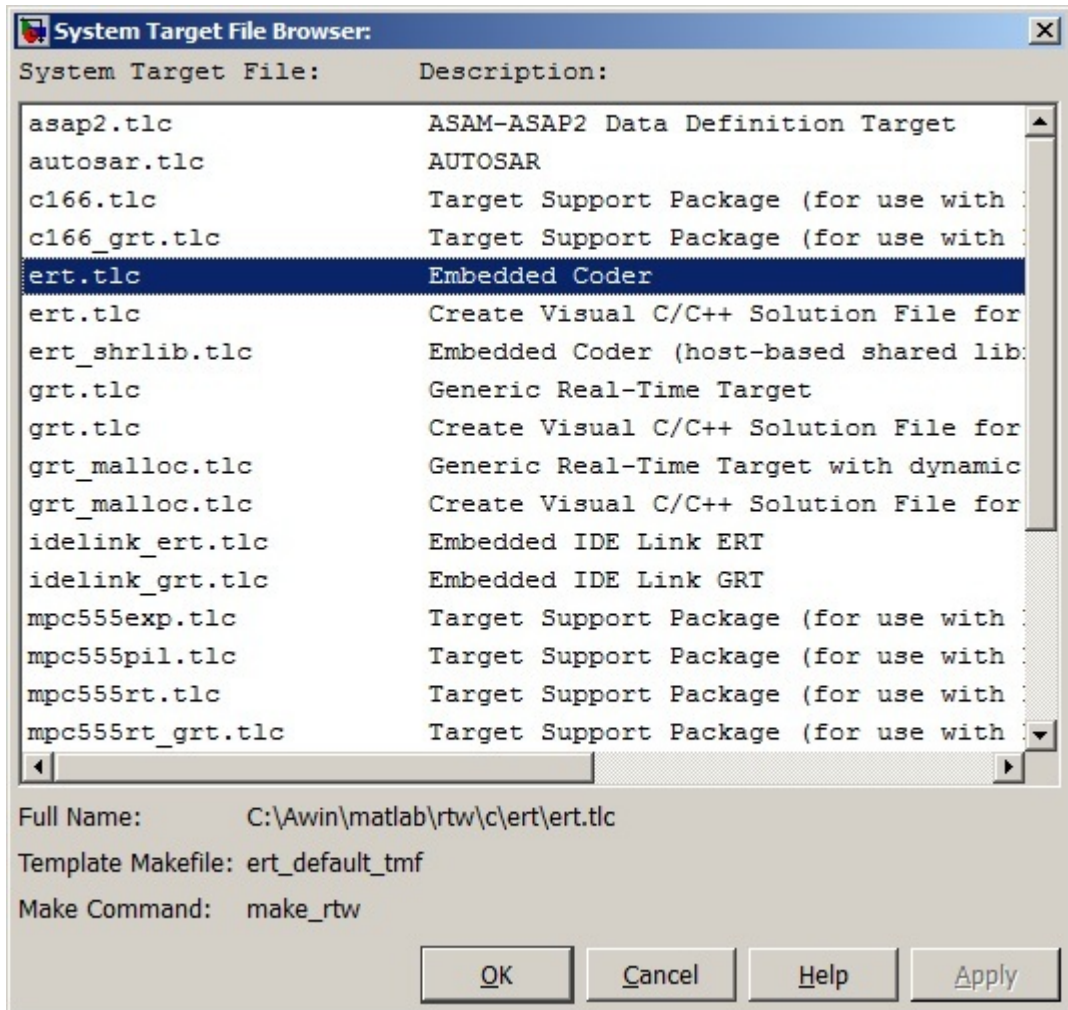 System Target File Browser:
System Target File: Description:
asap2.tlc ASAM-ASAP2 Data Definition Target
autosar.tlc AUTOSAR
c166.tlc Target Support Package (for use with
c166_grt.tlc Target Support Package (for use with
ert.tlc Embedded Coder
ert.tlc Create Visual C/C++ Solution File for
ert_shrlib.tlc Embedded Coder (host-based shared
grt.tlc Generic Real-Time Target
grt.tlc Create Visual C/C++ Solution File for
grt_malloc.tlc Generic Real-Time Target with dynamic
grt_malloc.tlc Create Visual C/C++ Solution File for
idelink_ert.tlc Embedded IDE Link ERT
idelink_grt.tlc Embedded IDE Link GRT
mpc555exp.tlc Target Support Package (for use with
mpc555pil.tlc Target Support Package (for use with
mpc555rt.tlc Target Support Package (for use with
mpc555rt_grt.tlc Target Support Package (for use with
Full Name: C:\Awin\matlab\rtw\c\ert\ert.tlc
Template Makefile: ert_default_tmf
Make Command: make_rtw
OK Cancel Help Apply